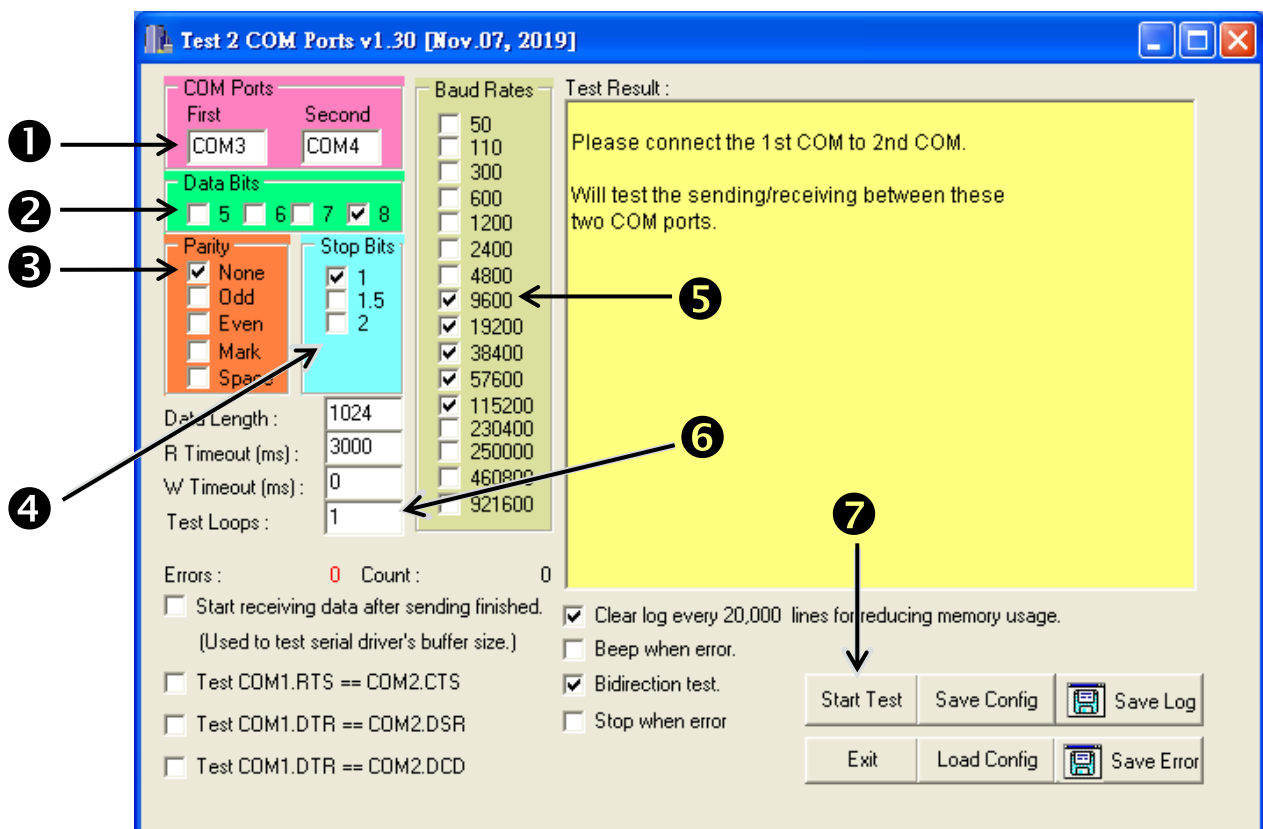 Test 2 COM Ports v1.30 [Nov.07, 2019]
COM Ports
First Second
COM3 COM4
Data Bits
5 6 7 8
Parity
None
Odd
Even
Mark
Space
Stop Bits
1
1.5
2
Data Length : 1024
R Timeout (ms) : 3000
W Timeout (ms) : 0
Test Loops : 1
Baud Rates
50
110
300
600
1200
2400
4800
9600
19200
38400
57600
115200
230400
250000
460800
921600
Test Result :
Please connect the 1st COM to 2nd COM.
Will test the sending/receiving between these
two COM ports.
Errors : 0 Count : 0
Start receiving data after sending finished.
(Used to test serial driver's buffer size.)
Test COM1.RTS == COM2.CTS
Test COM1.DTR == COM2.DSR
Test COM1.DTR == COM2.DCD
Clear log every 20,000 lines for reducing memory usage.
Beep when error.
Bidirection test.
Stop when error
Start Test Save Config Save Log
Exit Load Config Save Error
❶
❷
❸
❹
❺
❻
❼